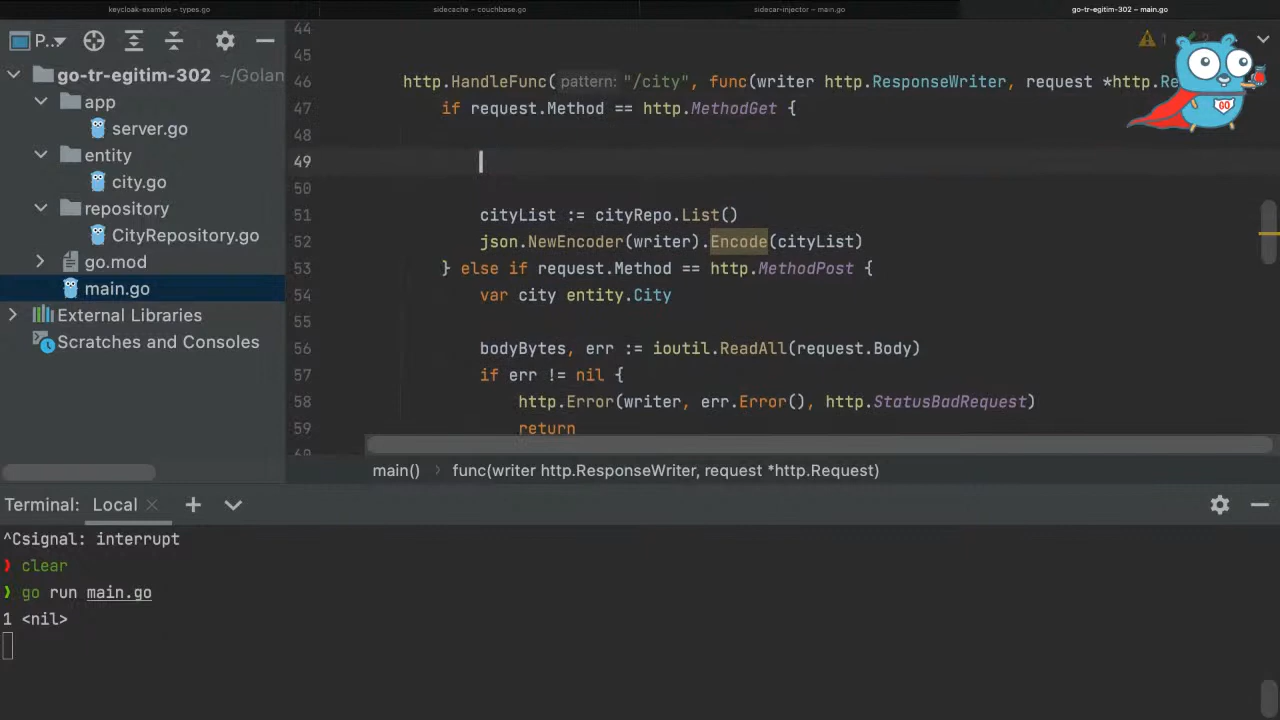 keycloak-example – types.go
sidecache – couchbase.go
sidecar-injector – main.go
go-tr-egitim-302 – main.go
P...
go-tr-egitim-302 ~/Golan
app
server.go
entity
city.go
repository
CityRepository.go
go.mod
main.go
External Libraries
Scratches and Consoles
44
45
46 http.HandleFunc( pattern: "/city", func(writer http.ResponseWriter, request *http.Re
47 if request.Method == http.MethodGet {
48
49
50
51 cityList := cityRepo.List()
52 json.NewEncoder(writer).Encode(cityList)
53 } else if request.Method == http.MethodPost {
54 var city entity.City
55
56 bodyBytes, err := ioutil.ReadAll(request.Body)
57 if err != nil {
58 http.Error(writer, err.Error(), http.StatusBadRequest)
59 return
GO
main() func(writer http.ResponseWriter, request *http.Request)
Terminal: Local
^Csignal: interrupt
❯ clear
❯ go run main.go
1 <nil>